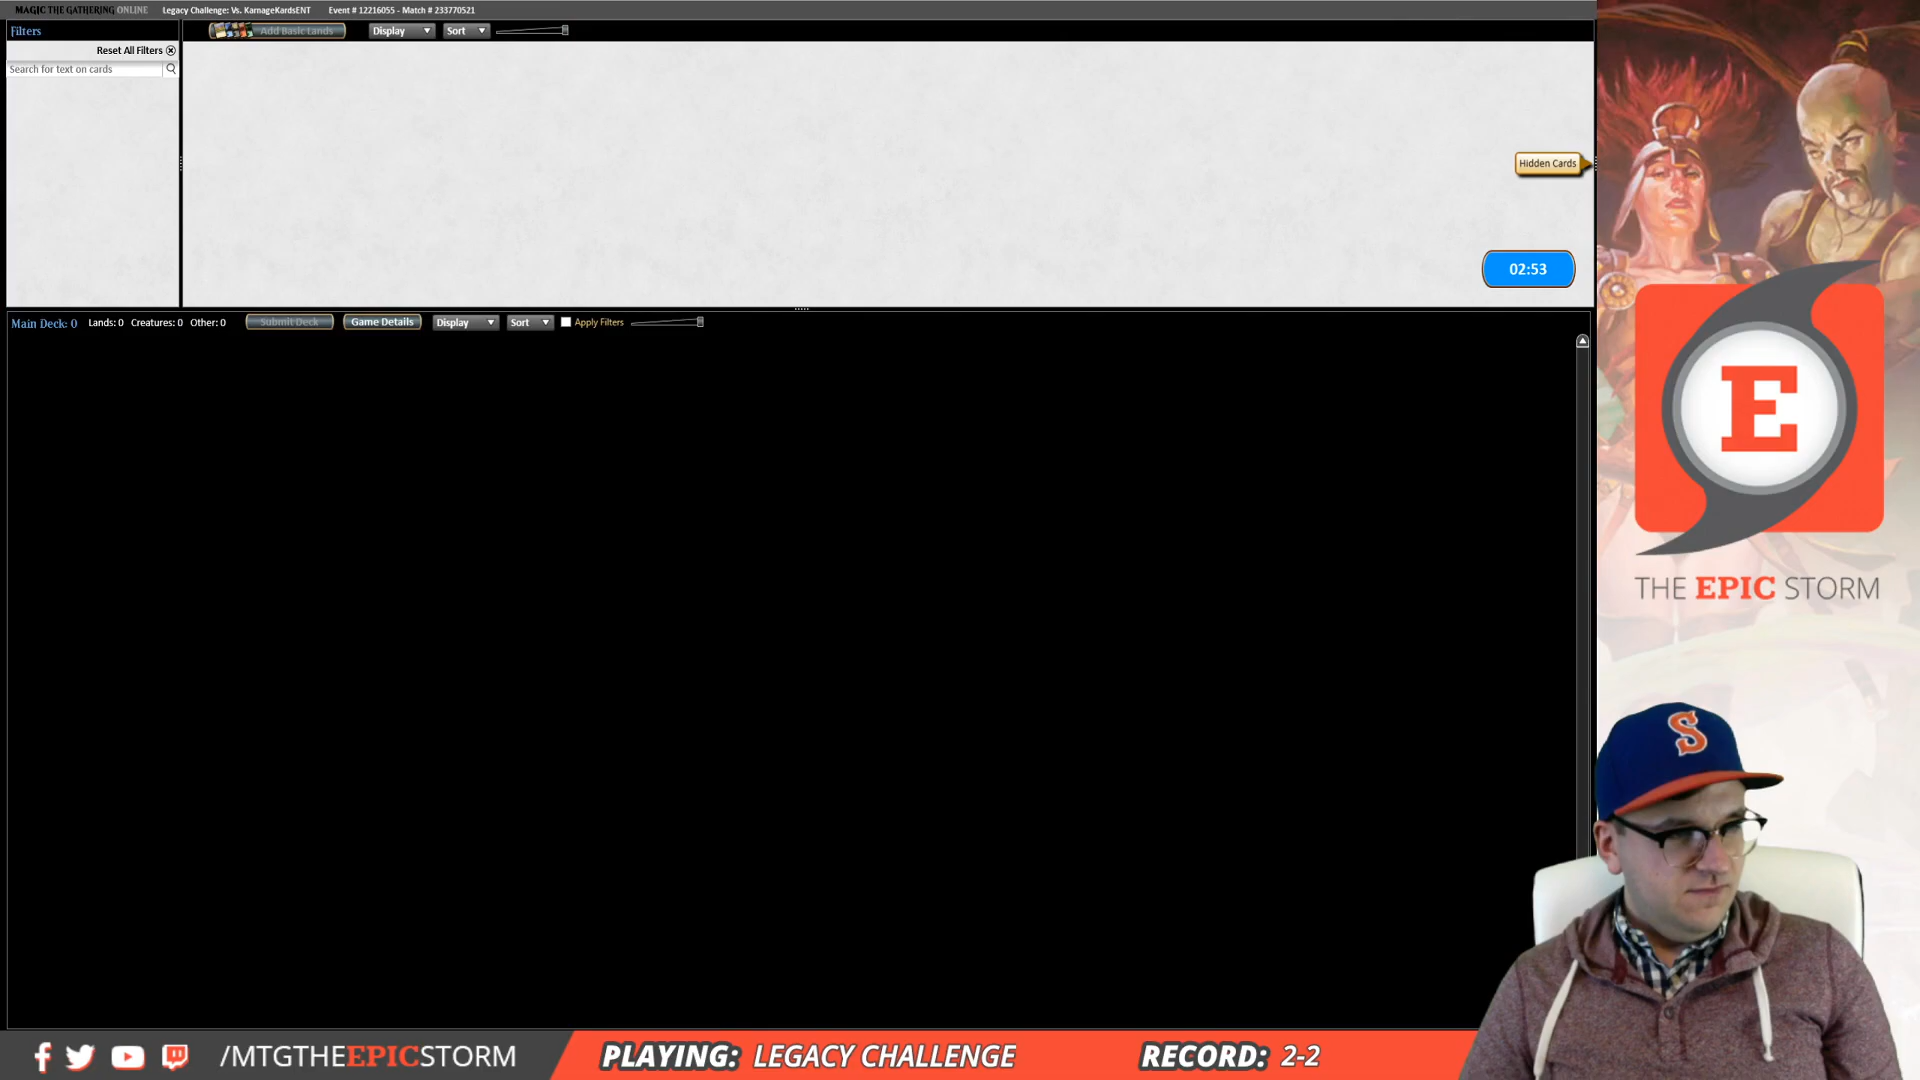 MAGIC THE GATHERING ONLINE Legacy Challenge: Vs. KarnageKardsENT Event # 12216055 - Match # 233770521
Filters
Add Basic Lands Display Sort
Reset All Filters
Search for text on cards
Hidden Cards
02:53
Main Deck: 0 Lands: 0 Creatures: 0 Other: 0 Submit Deck Game Details Display Sort Apply Filters
E
THE EPIC STORM
S
/MTGTHEEPICSTORM PLAYING: LEGACY CHALLENGE RECORD: 2-2